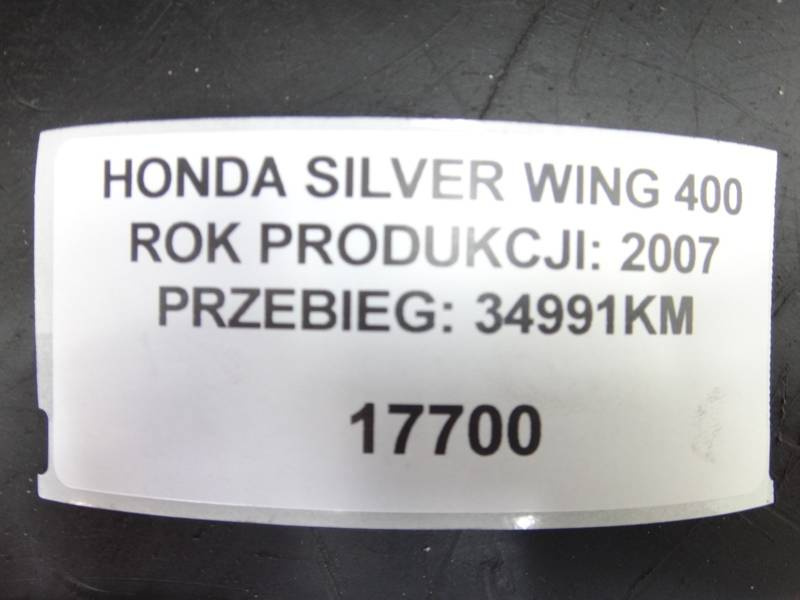 HONDA SILVER WING 400
ROK PRODUKCJI: 2007
PRZEBIEG: 34991KM
17700